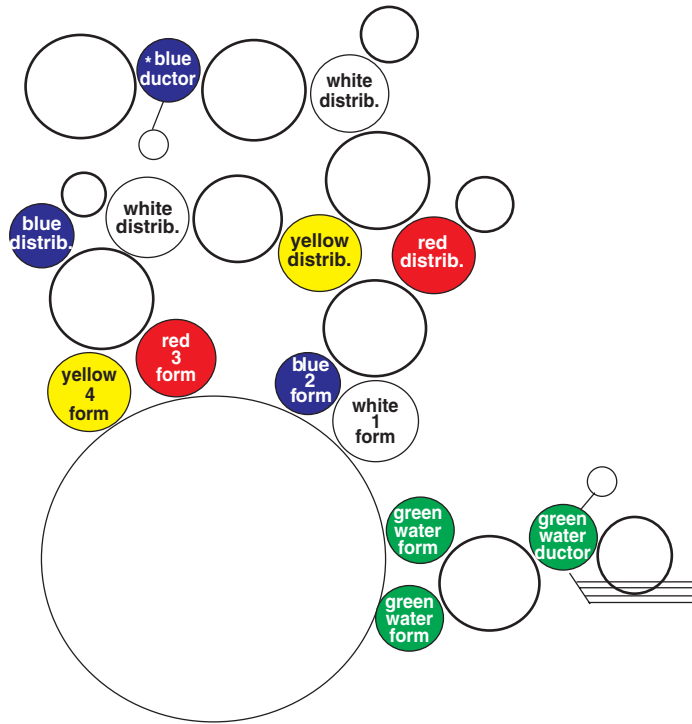 * blue
ductor
white
distrib.
white
distrib.
blue
distrib.
yellow
distrib.
red
distrib.
red
3
form
yellow
4
form
blue
2
form
white
1
form
green
water
form
green
water
ductor
green
water
form